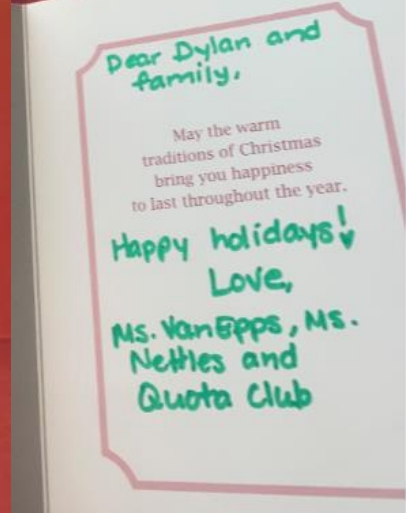 Dear Dylan and
family,
May the warm
traditions of Christmas
bring you happiness
to last throughout the year.
Happy holidays!
Love,
Ms. VanEpps, Ms.
Nettles and
Quota Club